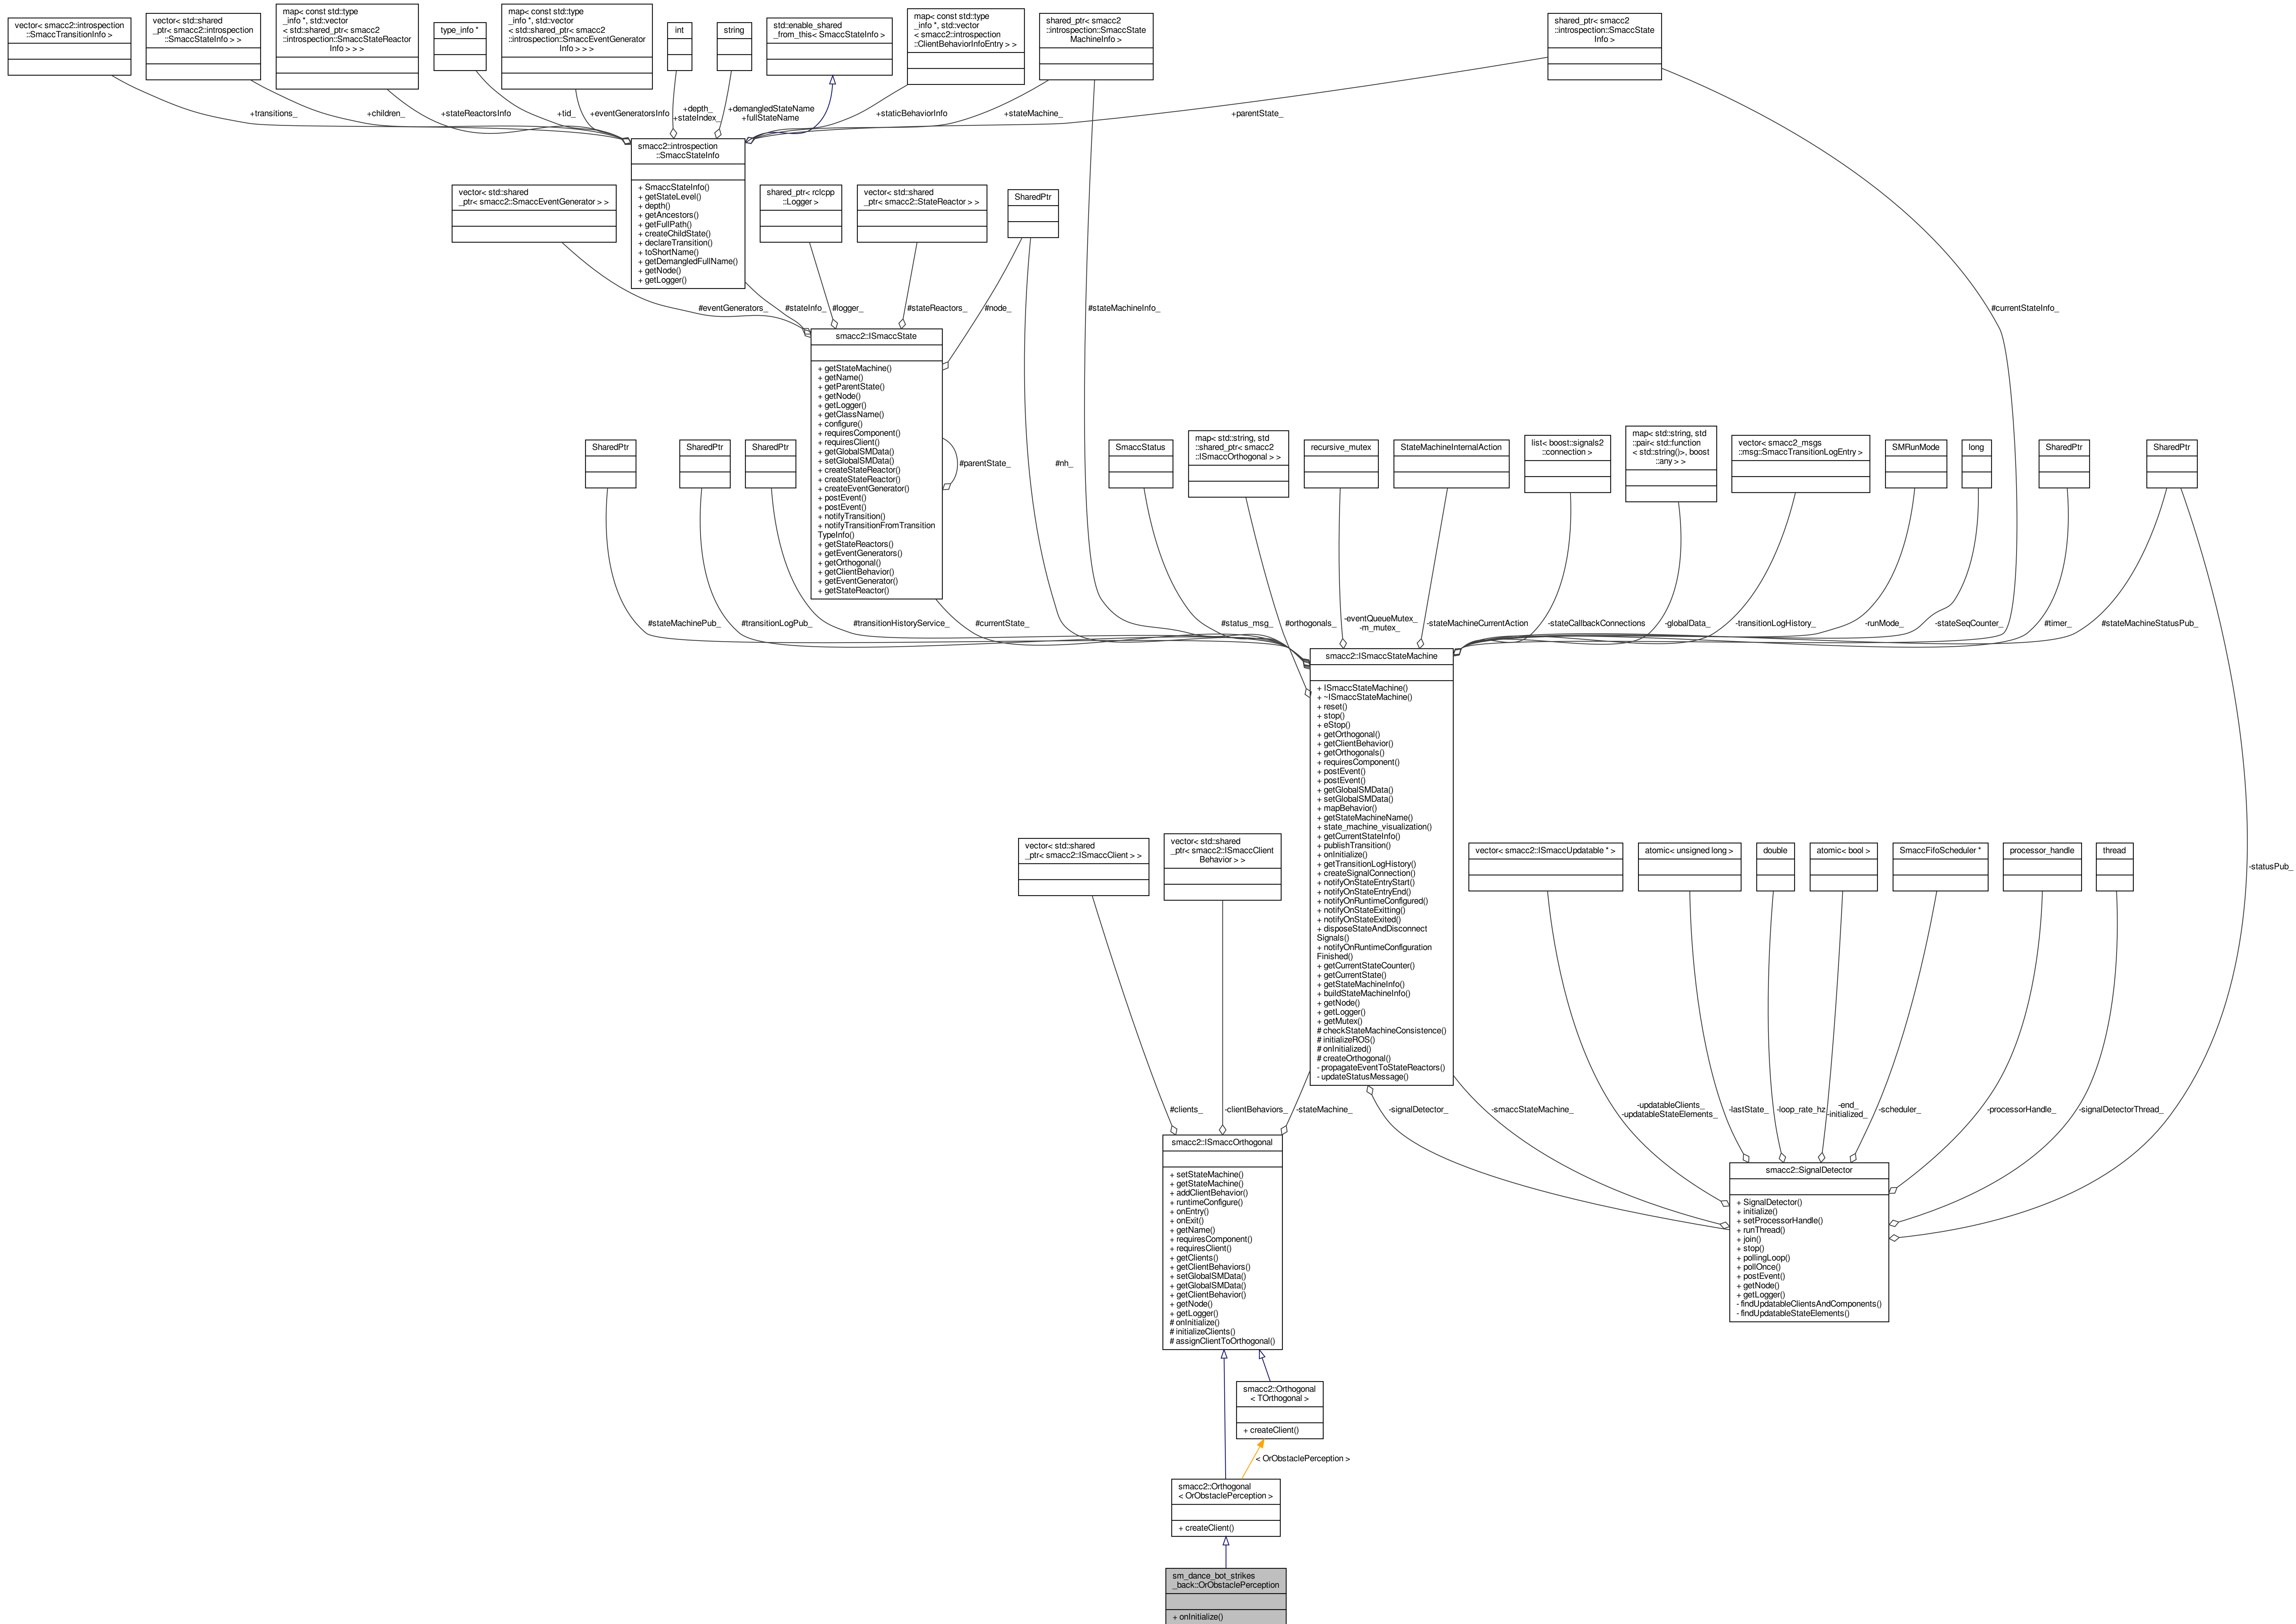 vector< smacc2::introspection
::SmaccTransitionInfo >
vector< std::shared
_ptr< smacc2::introspection
::SmaccStateInfo > >
map< const std::type
_info *, std::vector
< std::shared_ptr< smacc2
::introspection::SmaccStateReactor
Info > > >
type_info *
map< const std::type
_info *, std::vector
< std::shared_ptr< smacc2
::introspection::SmaccEventGenerator
Info > > >
int
string
std::enable_shared
_from_this< SmaccStateInfo >
map< const std::type
_info *, std::vector
< smacc2::introspection
::ClientBehaviorInfoEntry > >
shared_ptr< smacc2
::introspection::SmaccState
MachineInfo >
shared_ptr< smacc2
::introspection::SmaccState
Info >
+transitions_
+children_
+stateReactorsInfo
+tid_
+eventGeneratorsInfo
+depth_
+stateIndex_
+demangledStateName
+fullStateName
+staticBehaviorInfo
+stateMachine_
+parentState_
smacc2::introspection
::SmaccStateInfo
+ SmaccStateInfo()
+ getStateLevel()
+ depth()
+ getAncestors()
+ getFullPath()
+ createChildState()
+ declareTransition()
+ toShortName()
+ getDemangledFullName()
+ getNode()
+ getLogger()
vector< std::shared
_ptr< smacc2::SmaccEventGenerator > >
shared_ptr< rclcpp
::Logger >
vector< std::shared
_ptr< smacc2::StateReactor > >
SharedPtr
#eventGenerators_
#stateInfo_
#logger_
#stateReactors_
#node_
#stateMachineInfo_
#currentStateInfo_
smacc2::ISmaccState
+ getStateMachine()
+ getName()
+ getParentState()
+ getNode()
+ getLogger()
+ getClassName()
+ configure()
+ requiresComponent()
+ requiresClient()
+ getGlobalSMData()
+ setGlobalSMData()
+ createStateReactor()
+ createStateReactor()
+ createEventGenerator()
+ postEvent()
+ postEvent()
+ notifyTransition()
+ notifyTransitionFromTransition
TypeInfo()
+ getStateReactors()
+ getEventGenerators()
+ getOrthogonal()
+ getClientBehavior()
+ getEventGenerator()
+ getStateReactor()
#parentState_
#nh_
SharedPtr
SharedPtr
SharedPtr
SmaccStatus
map< std::string, std
::shared_ptr< smacc2
::ISmaccOrthogonal > >
recursive_mutex
StateMachineInternalAction
list< boost::signals2
::connection >
map< std::string, std
::pair< std::function
< std::string()>, boost
::any > >
vector< smacc2_msgs
::msg::SmaccTransitionLogEntry >
SMRunMode
long
SharedPtr
SharedPtr
#stateMachinePub_
#transitionLogPub_
#transitionHistoryService_
#currentState_
#status_msg_
#orthogonals_
-eventQueueMutex_
-m_mutex_
-stateMachineCurrentAction
-stateCallbackConnections
-globalData_
-transitionLogHistory_
-runMode_
-stateSeqCounter_
#timer_
#stateMachineStatusPub_
smacc2::ISmaccStateMachine
+ ISmaccStateMachine()
+ ~ISmaccStateMachine()
+ reset()
+ stop()
+ eStop()
+ getOrthogonal()
+ getClientBehavior()
+ getOrthogonals()
+ requiresComponent()
+ postEvent()
+ postEvent()
+ getGlobalSMData()
+ setGlobalSMData()
+ mapBehavior()
+ getStateMachineName()
+ state_machine_visualization()
+ getCurrentStateInfo()
+ publishTransition()
+ onInitialize()
+ getTransitionLogHistory()
+ createSignalConnection()
+ notifyOnStateEntryStart()
+ notifyOnStateEntryEnd()
+ notifyOnRuntimeConfigured()
+ notifyOnStateExitting()
+ notifyOnStateExited()
+ disposeStateAndDisconnect
Signals()
+ notifyOnRuntimeConfiguration
Finished()
+ getCurrentStateCounter()
+ getCurrentState()
+ getStateMachineInfo()
+ buildStateMachineInfo()
+ getNode()
+ getLogger()
+ getMutex()
# checkStateMachineConsistence()
# initializeROS()
# onInitialized()
# createOrthogonal()
- propagateEventToStateReactors()
- updateStatusMessage()
vector< std::shared
_ptr< smacc2::ISmaccClient > >
vector< std::shared
_ptr< smacc2::ISmaccClient
Behavior > >
vector< smacc2::ISmaccUpdatable * >
atomic< unsigned long >
double
atomic< bool >
SmaccFifoScheduler *
processor_handle
thread
-statusPub_
#clients_
-clientBehaviors_
-stateMachine_
-signalDetector_
-smaccStateMachine_
-updatableClients_
-updatableStateElements_
-lastState_
-loop_rate_hz
-end_
-initialized_
-scheduler_
-processorHandle_
-signalDetectorThread_
smacc2::ISmaccOrthogonal
+ setStateMachine()
+ getStateMachine()
+ addClientBehavior()
+ runtimeConfigure()
+ onEntry()
+ onExit()
+ getName()
+ requiresComponent()
+ requiresClient()
+ getClients()
+ getClientBehaviors()
+ setGlobalSMData()
+ getGlobalSMData()
+ getClientBehavior()
+ getNode()
+ getLogger()
# onInitialize()
# initializeClients()
# assignClientToOrthogonal()
smacc2::SignalDetector
+ SignalDetector()
+ initialize()
+ setProcessorHandle()
+ runThread()
+ join()
+ stop()
+ pollingLoop()
+ pollOnce()
+ postEvent()
+ getNode()
+ getLogger()
- findUpdatableClientsAndComponents()
- findUpdatableStateElements()
smacc2::Orthogonal
< TOrthogonal >
+ createClient()
< OrObstaclePerception >
smacc2::Orthogonal
< OrObstaclePerception >
+ createClient()
sm_dance_bot_strikes
_back::OrObstaclePerception
+ onInitialize()